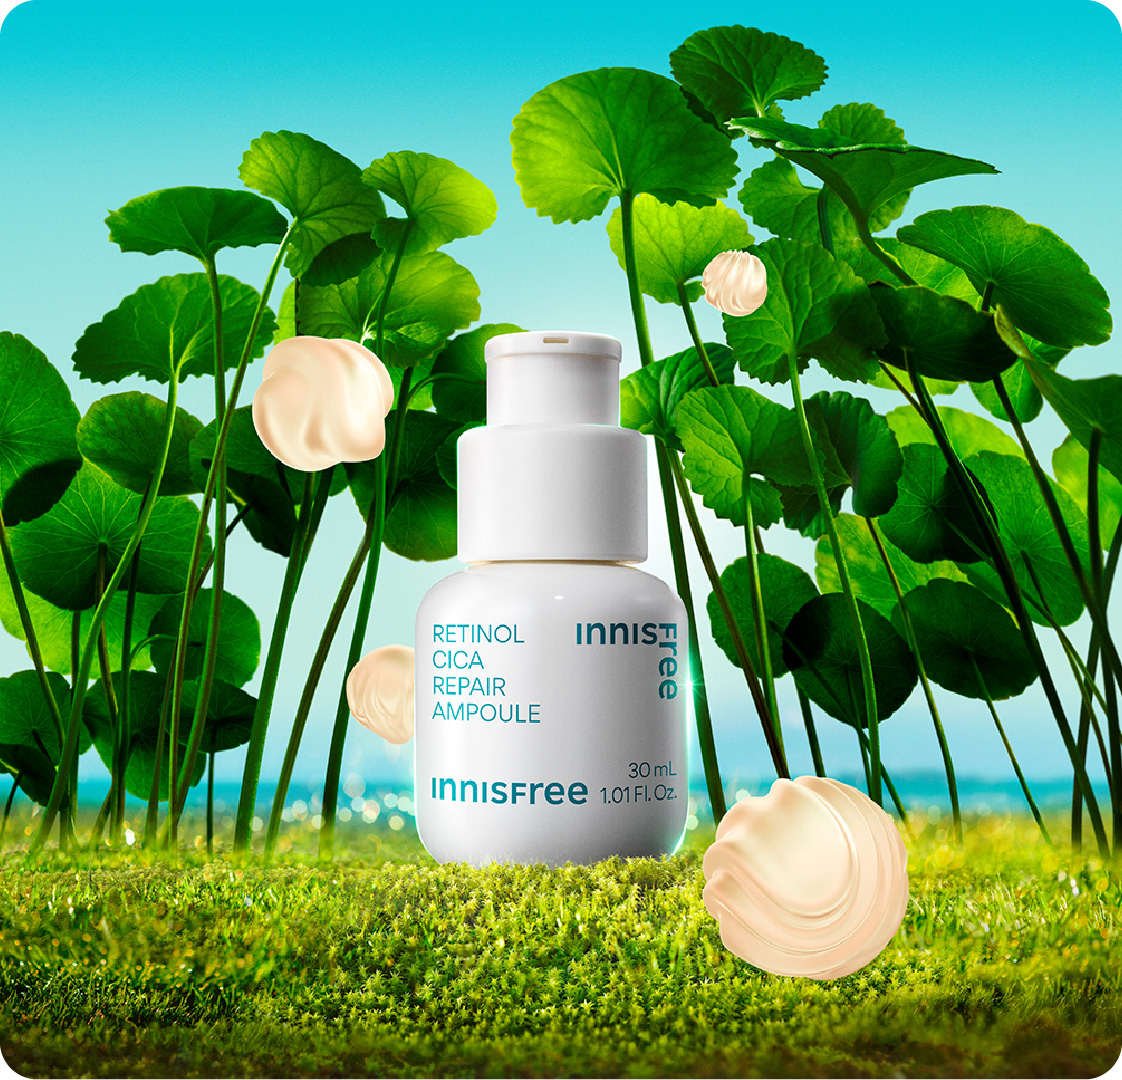 RETINOL
CICA
REPAIR
AMPOULE
INNISFree
INNISFree
30 mL
1.01 Fl. Oz.